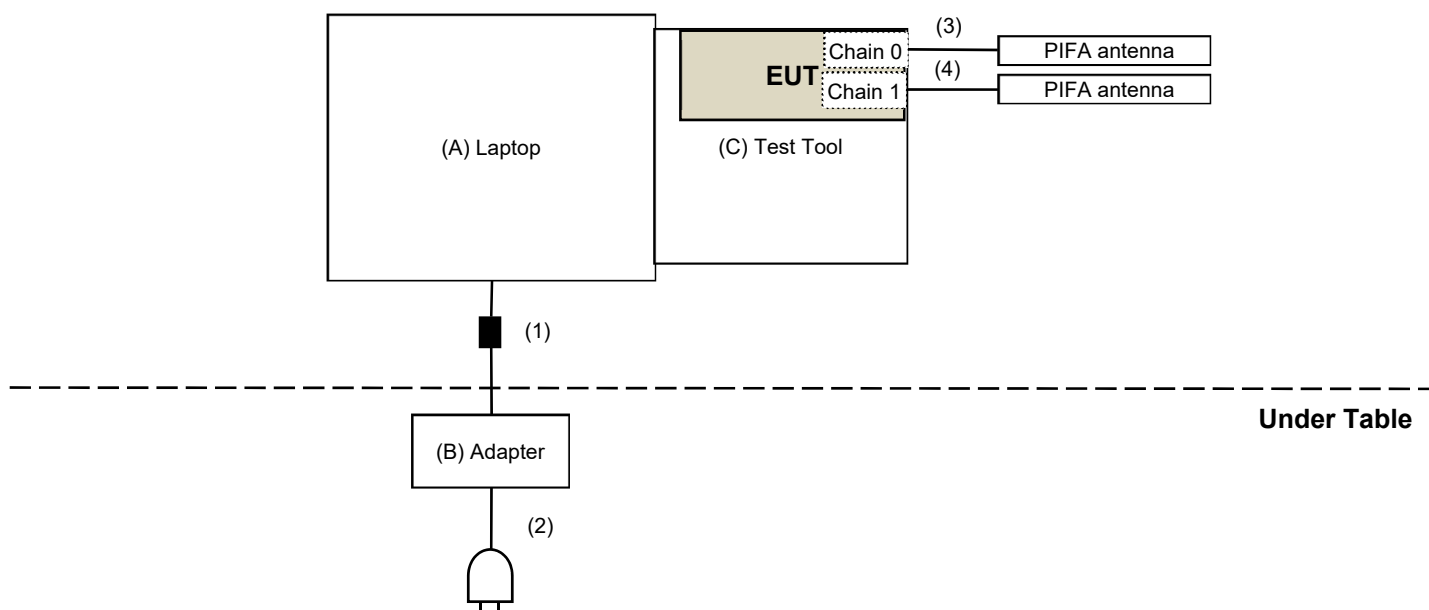 (3)
Chain 0
PIFA antenna
EUT
(4)
Chain 1
PIFA antenna
(A) Laptop
(C) Test Tool
(1)
Under Table
(B) Adapter
(2)